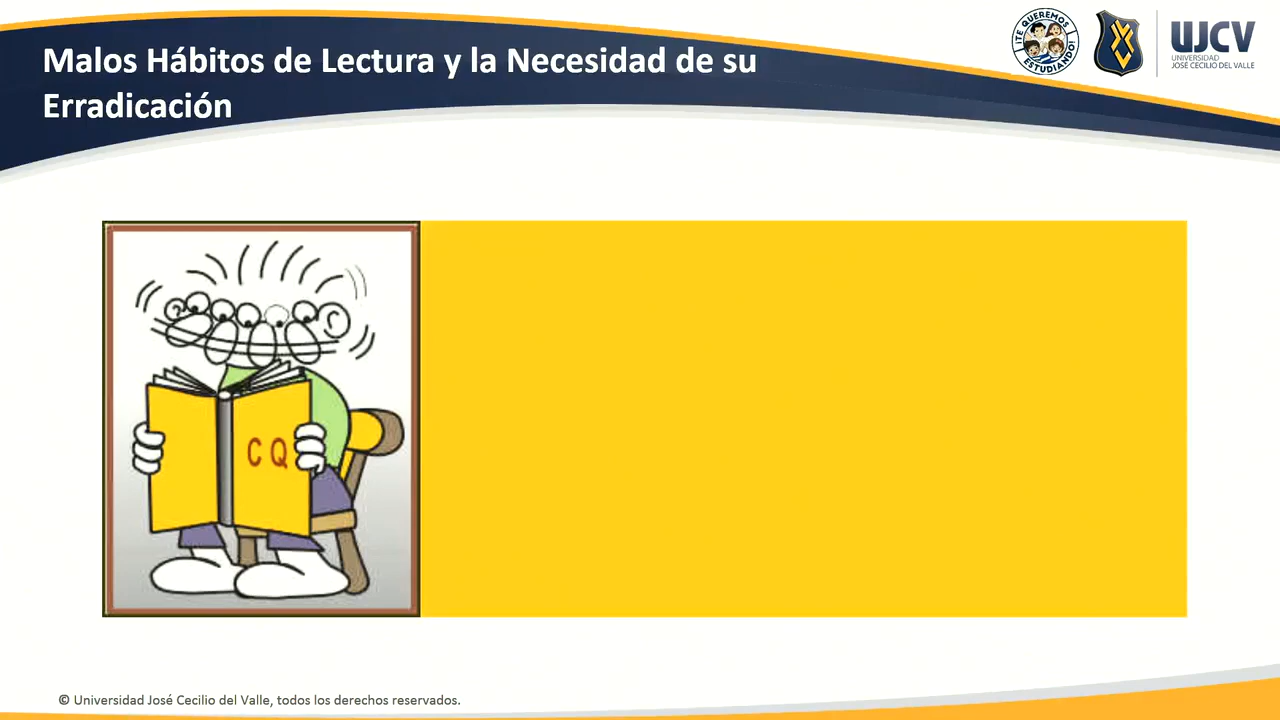 Malos Hábitos de Lectura y la Necesidad de su
Erradicación
¡TE QUEREMOS
ESTUDIANDO!
UJCV
UNIVERSIDAD
JOSÉ CECILIO DEL VALLE
C Q
© Universidad José Cecilio del Valle, todos los derechos reservados.